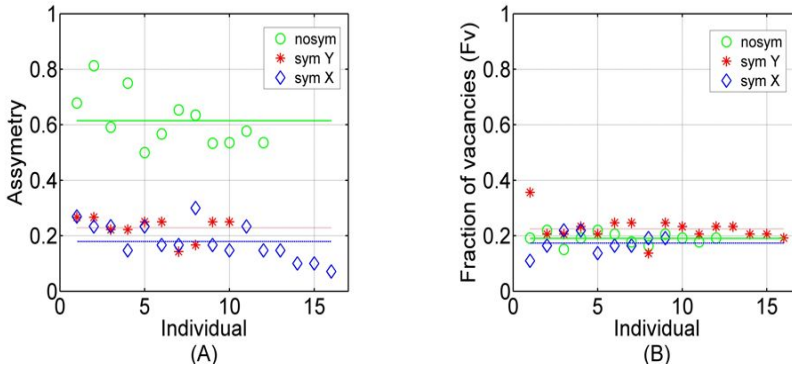 1
0.8
0.6
0.4
0.2
0
Assymetry
nosym
sym Y
sym X
0 5 10 15
Individual
(A)
1
0.8
0.6
0.4
0.2
0
Fraction of vacancies (Fv)
nosym
sym Y
sym X
0 5 10 15
Individual
(B)